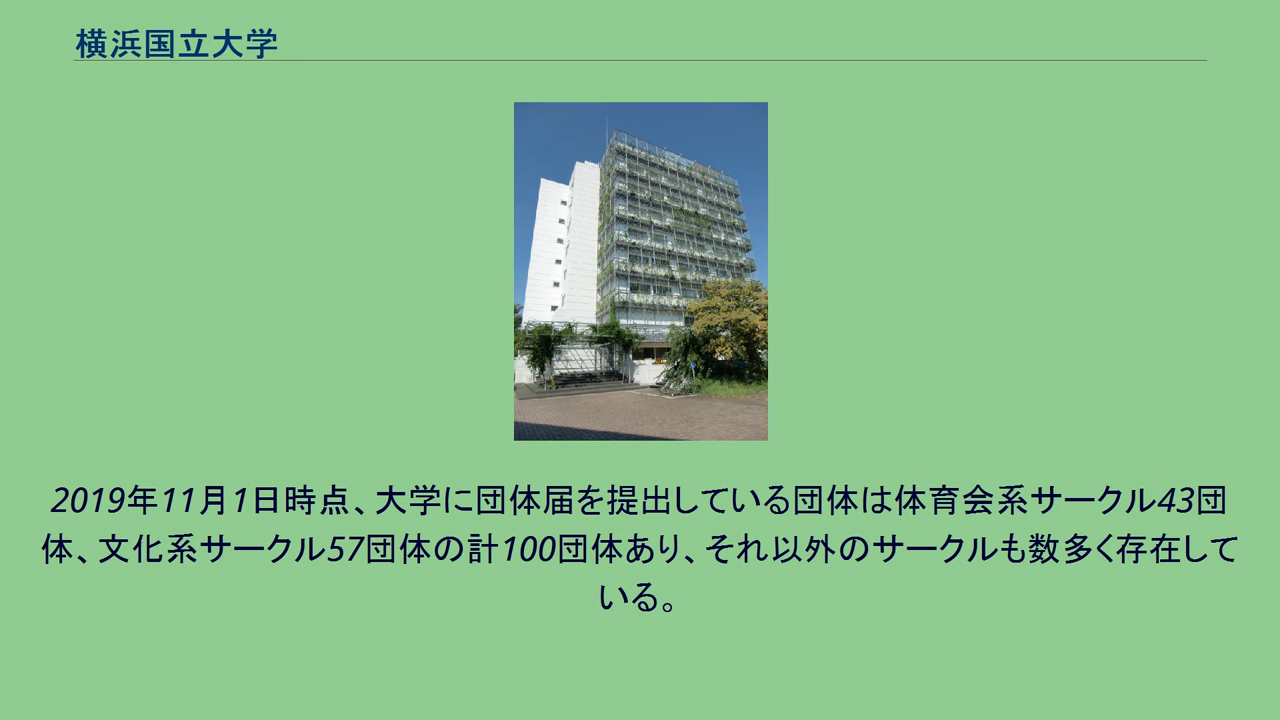 横浜国立大学
2019年11月1日時点、大学に団体届を提出している団体は体育会系サークル43団
体、文化系サークル57団体の計100団体あり、それ以外のサークルも数多く存在して
いる。